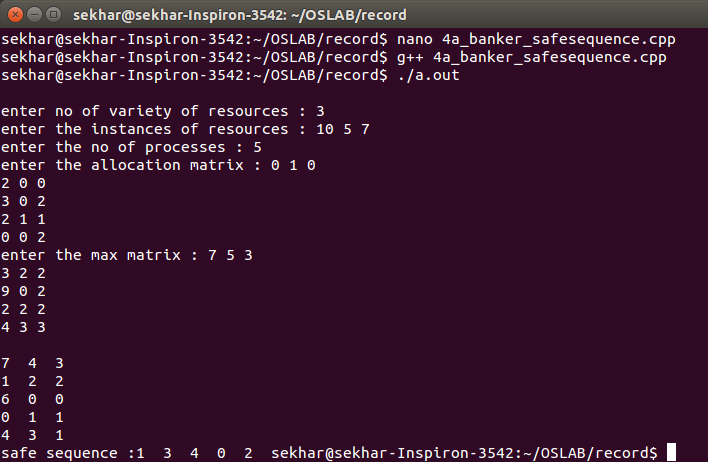 sekhar@sekhar-Inspiron-3542: ~/OSLAB/record
sekhar@sekhar-Inspiron-3542:~/OSLAB/record$ nano 4a_banker_safesequence.cpp
sekhar@sekhar-Inspiron-3542:~/OSLAB/record$ g++ 4a_banker_safesequence.cpp
sekhar@sekhar-Inspiron-3542:~/OSLAB/record$ ./a.out
enter no of variety of resources : 3
enter the instances of resources : 10 5 7
enter the no of processes : 5
enter the allocation matrix : 0 1 0
2 0 0
3 0 2
2 1 1
0 0 2
enter the max matrix : 7 5 3
3 2 2
9 0 2
2 2 2
4 3 3
7  4  3
1  2  2
6  0  0
0  1  1
4  3  1
safe sequence :1  3  4  0  2  sekhar@sekhar-Inspiron-3542:~/OSLAB/record$